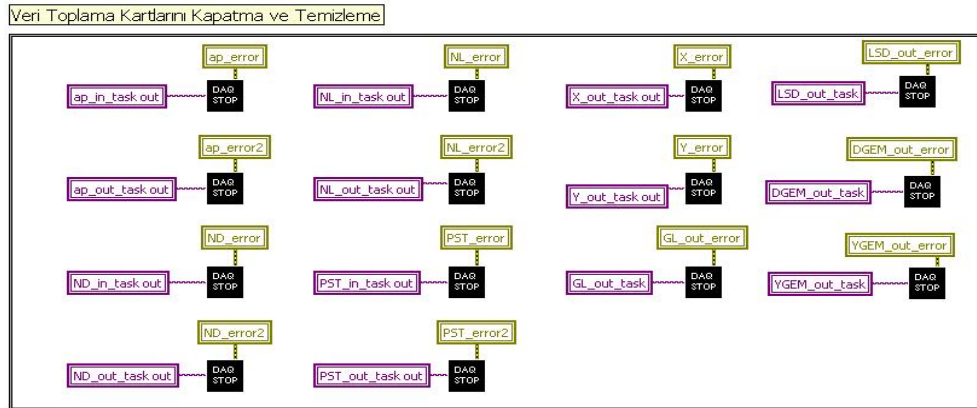 Veri Toplama Kartlarını Kapatma ve Temizleme
ap_error
ap_in_task out
DAQ
STOP
NL_error
NL_in_task out
DAQ
STOP
X_error
X_out_task out
DAQ
STOP
LSD_out_error
LSD_out_task
DAQ
STOP
ap_error2
ap_out_task out
DAQ
STOP
NL_error2
NL_out_task out
DAQ
STOP
Y_error
Y_out_task out
DAQ
STOP
DGEM_out_error
DGEM_out_task
DAQ
STOP
ND_error
ND_in_task out
DAQ
STOP
PST_error
PST_in_task out
DAQ
STOP
GL_out_error
GL_out_task
DAQ
STOP
YGEM_out_error
YGEM_out_task
DAQ
STOP
ND_error2
ND_out_task out
DAQ
STOP
PST_error2
PST_out_task out
DAQ
STOP